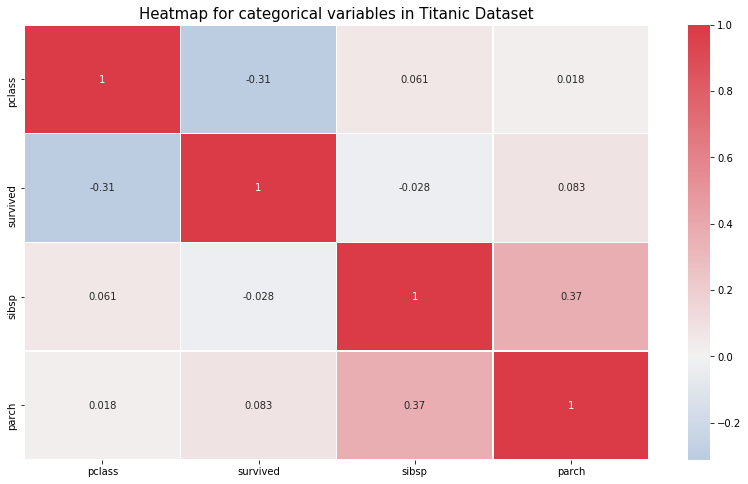 Heatmap for categorical variables in Titanic Dataset
pclass 1 -0.31 0.061 0.018
survived -0.31 1 -0.028 0.083
sibsp 0.061 -0.028 1 0.37
parch 0.018 0.083 0.37 1
pclass survived sibsp parch
1.0
0.8
0.6
0.4
0.2
0.0
−0.2